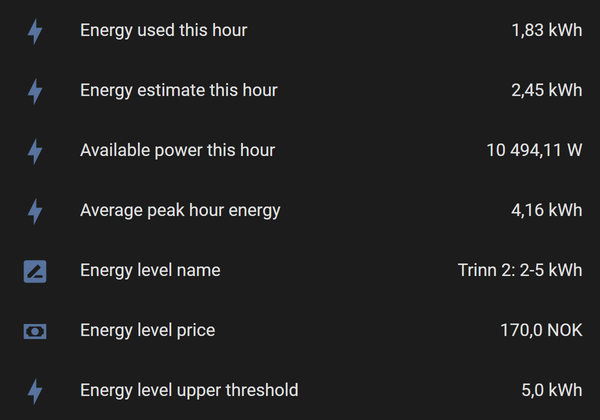 Energy used this hour 1,83 kWh
Energy estimate this hour 2,45 kWh
Available power this hour 10 494,11 W
Average peak hour energy 4,16 kWh
Energy level name Trinn 2: 2-5 kWh
Energy level price 170,0 NOK
Energy level upper threshold 5,0 kWh